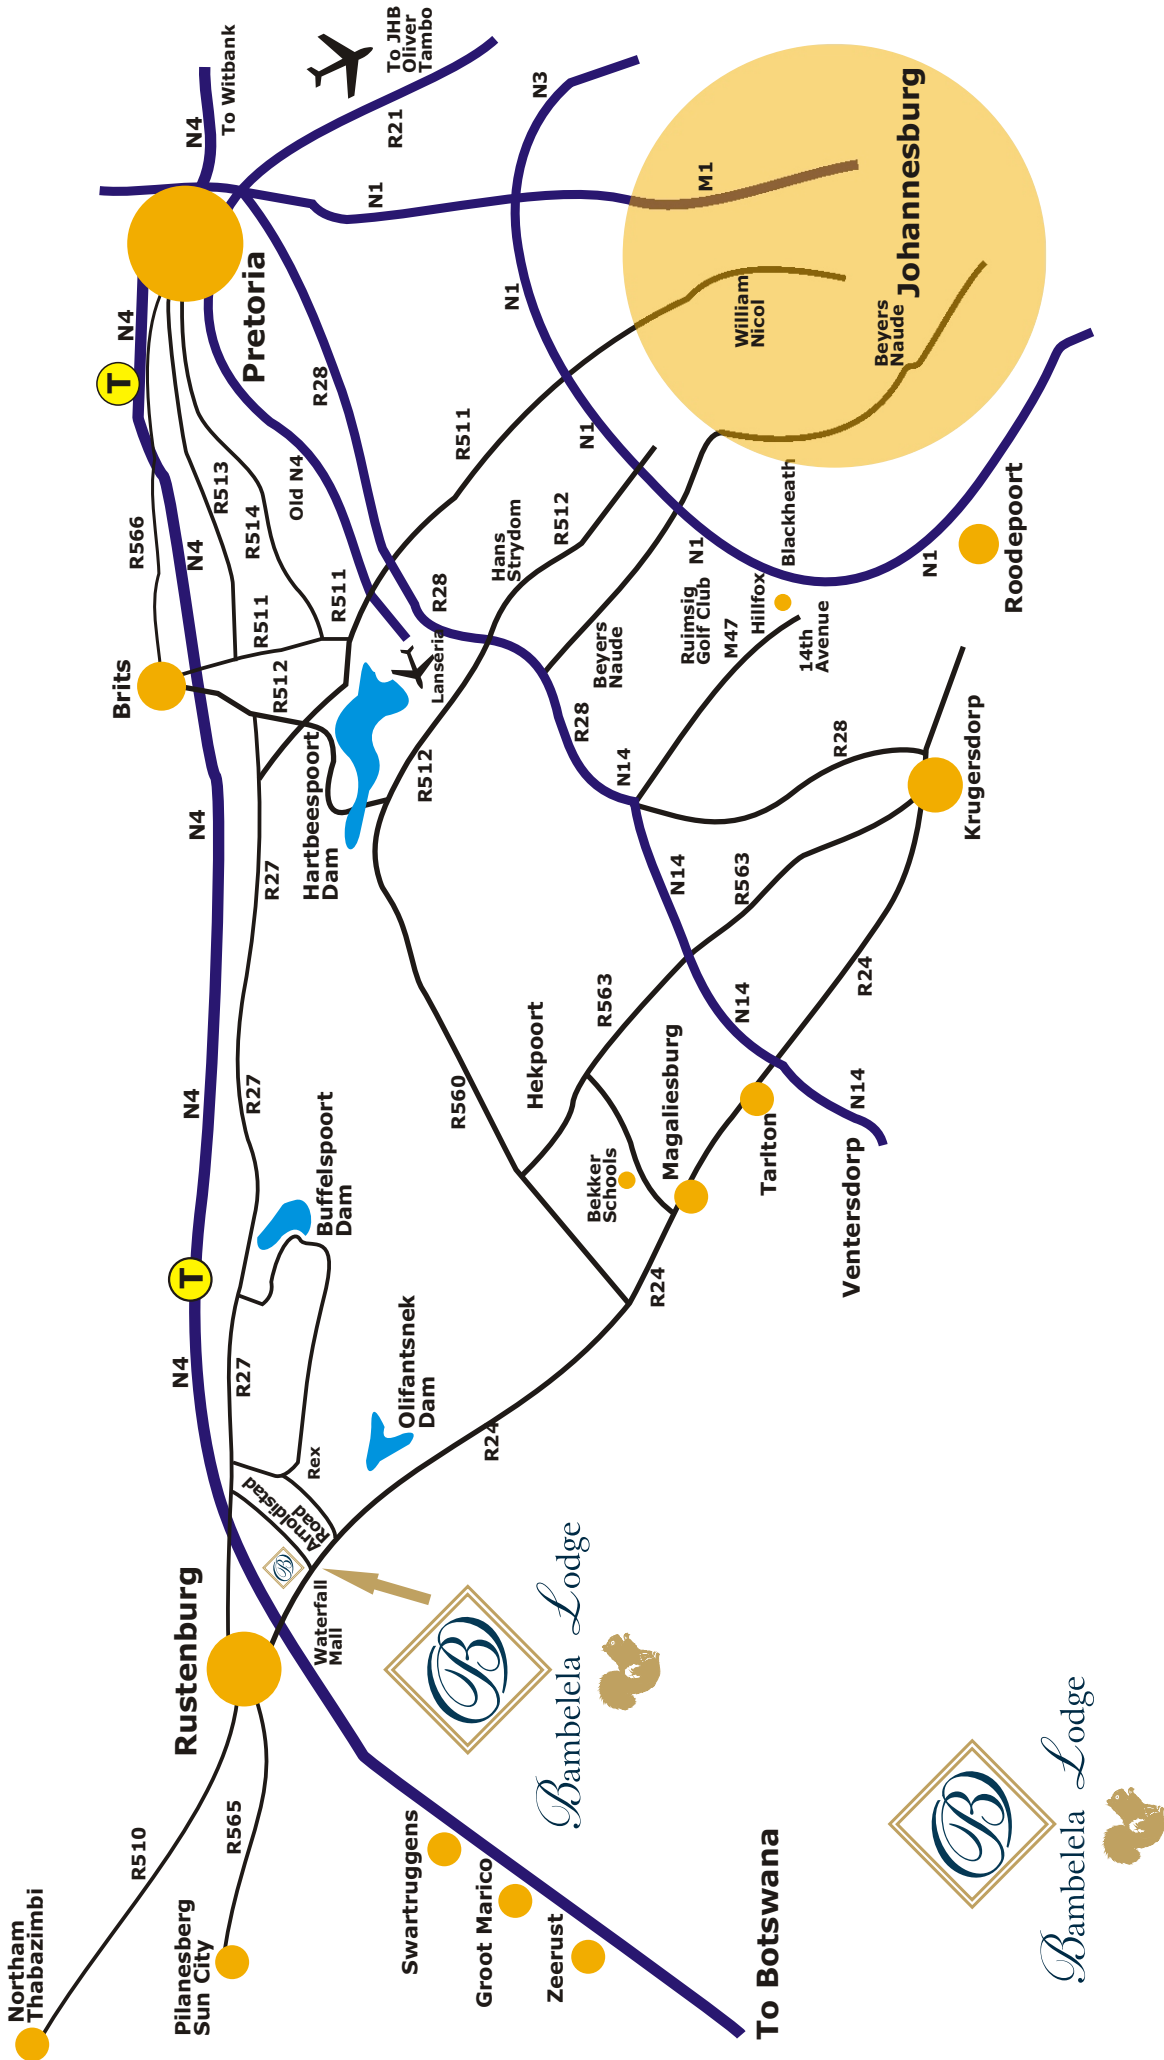 Northam
Thabazimbi
Pilanesberg
Sun City
R510
R565
Rustenburg
Swartruggens
Groot Marico
Zeerust
To Botswana
Waterfall
Mall
Arnoldistad
Road
Rex
B
B
Bambelela Lodge
B
Bambelela Lodge
N4
T
R27
N4
R27
N4
R27
Buffelspoort
Dam
Olifantsnek
Dam
R24
R24
Bekker
Schools
Magaliesburg
Hekpoort
R560
R563
Tarlton
Ventersdorp
N14
N14
R24
R563
N14
N14
Krugersdorp
R28
Hartbeespoort
Dam
R512
Brits
R512
R511
R511
N4
R566
R513
R514
Old N4
Lanseria
R28
R28
Hans
Strydom
R512
Beyers
Naude
Ruimsig
Golf Club
M47
Hillfox
14th
Avenue
Blackheath
Roodepoort
N1
N1
N1
R511
R28
T
N4
Pretoria
N4
To Witbank
To JHB
Oliver
Tambo
R21
N1
N3
N1
M1
William
Nicol
Beyers
Naude
Johannesburg